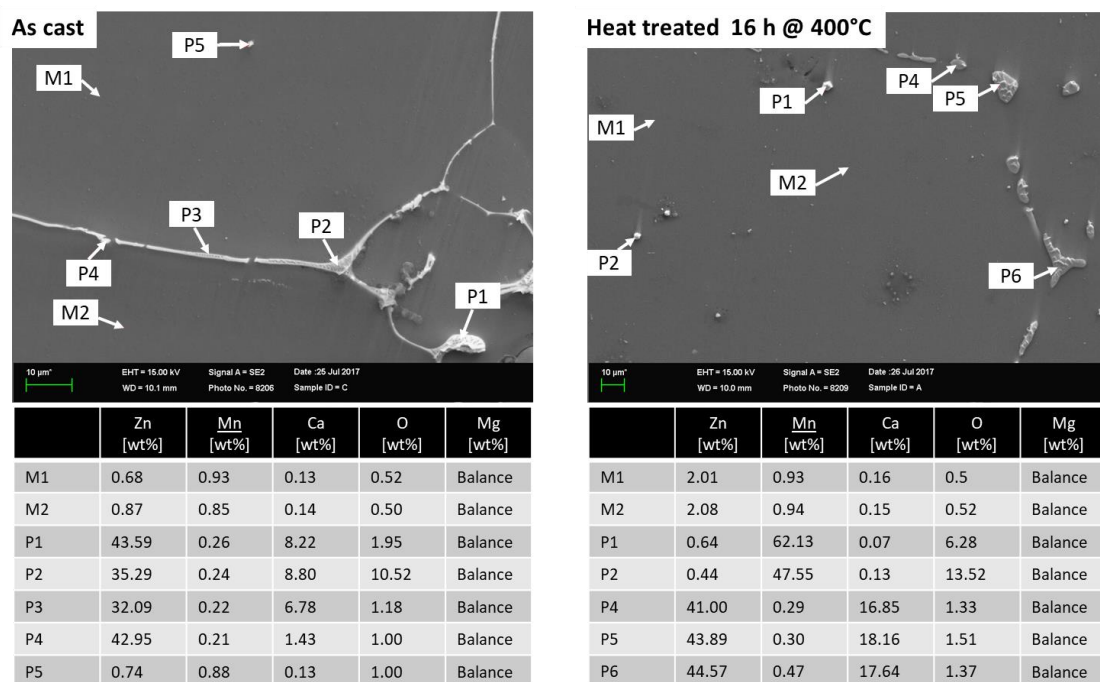 As cast
P5
M1
P3
P2
P4
P1
M2
10 µm*
EHT = 15.00 kV Signal A = SE2 Date :25 Jul 2017
WD = 10.1 mm Photo No. = 8206 Sample ID = C
Zn Mn Ca O Mg
[wt%] [wt%] [wt%] [wt%] [wt%]
M1 0.68 0.93 0.13 0.52 Balance
M2 0.87 0.85 0.14 0.50 Balance
P1 43.59 0.26 8.22 1.95 Balance
P2 35.29 0.24 8.80 10.52 Balance
P3 32.09 0.22 6.78 1.18 Balance
P4 42.95 0.21 1.43 1.00 Balance
P5 0.74 0.88 0.13 1.00 Balance
Heat treated 16 h @ 400°C
P4
P1
P5
M1
M2
P2
P6
10 µm*
EHT = 15.00 kV Signal A = SE2 Date :26 Jul 2017
WD = 10.0 mm Photo No. = 8209 Sample ID = A
Zn Mn Ca O Mg
[wt%] [wt%] [wt%] [wt%] [wt%]
M1 2.01 0.93 0.16 0.5 Balance
M2 2.08 0.94 0.15 0.52 Balance
P1 0.64 62.13 0.07 6.28 Balance
P2 0.44 47.55 0.13 13.52 Balance
P4 41.00 0.29 16.85 1.33 Balance
P5 43.89 0.30 18.16 1.51 Balance
P6 44.57 0.47 17.64 1.37 Balance